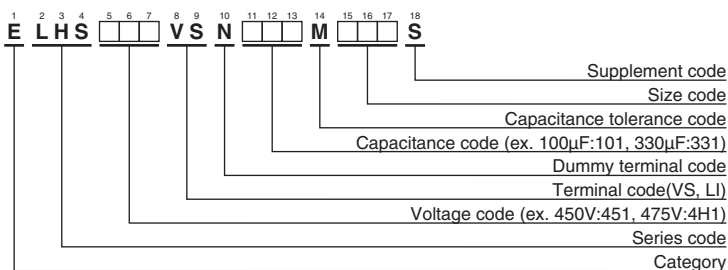 1 2 3 4 5 6 7 8 9 10 11 12 13 14 15 16 17 18
E L H S V S N M S
Supplement code
Size code
Capacitance tolerance code
Capacitance code (ex. 100μF:101, 330μF:331)
Dummy terminal code
Terminal code(VS, LI)
Voltage code (ex. 450V:451, 475V:4H1)
Series code
Category